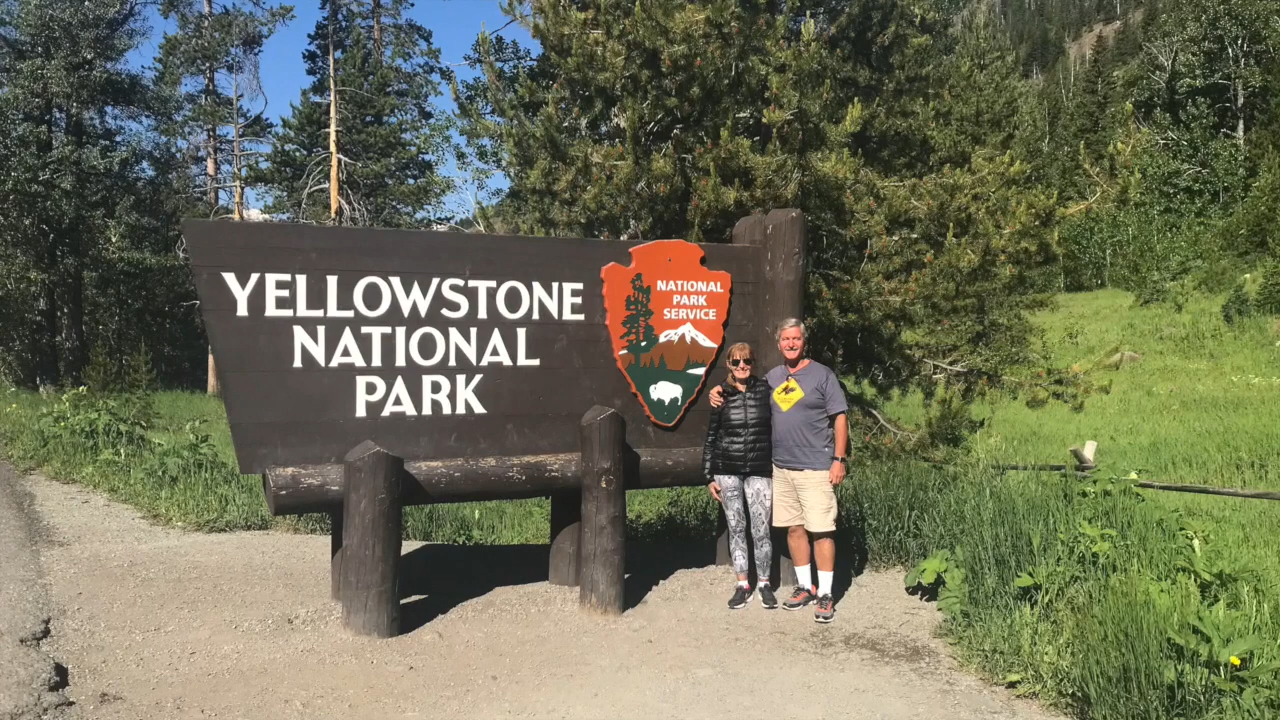 YELLOWSTONE
NATIONAL
PARK
NATIONAL
PARK
SERVICE